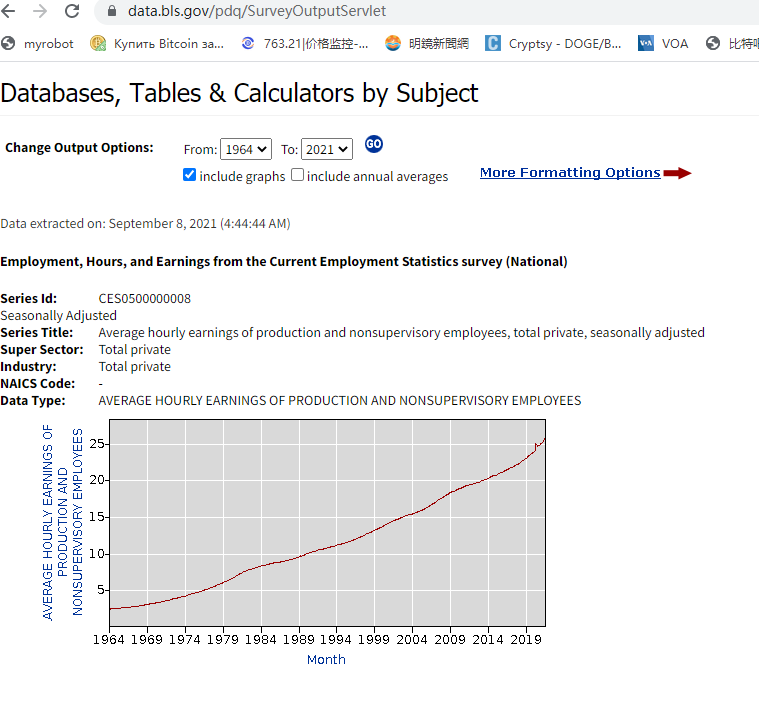 data.bls.gov/pdq/SurveyOutputServlet
myrobot Купить Bitcoin за... 763.21|价格监控-... 明鏡新聞網 Cryptsy - DOGE/B... VOA 比特
Databases, Tables & Calculators by Subject
Change Output Options: From: 1964 To: 2021 GO
include graphs include annual averages More Formatting Options
Data extracted on: September 8, 2021 (4:44:44 AM)
Employment, Hours, and Earnings from the Current Employment Statistics survey (National)
Series Id: CES0500000008
Seasonally Adjusted
Series Title: Average hourly earnings of production and nonsupervisory employees, total private, seasonally adjusted
Super Sector: Total private
Industry: Total private
NAICS Code: -
Data Type: AVERAGE HOURLY EARNINGS OF PRODUCTION AND NONSUPERVISORY EMPLOYEES
AVERAGE HOURLY EARNINGS OF
PRODUCTION AND
NONSUPERVISORY EMPLOYEES
25
20
15
10
5
1964 1969 1974 1979 1984 1989 1994 1999 2004 2009 2014 2019
Month